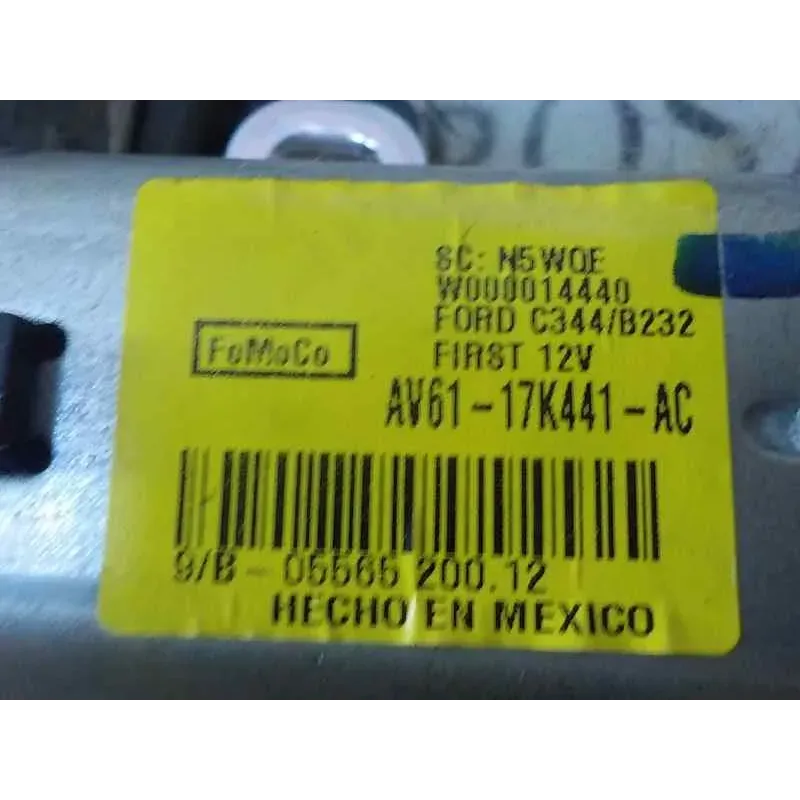 SC: N5WQE
W000014440
FORD C344/B232
FoMoCo
FIRST 12V
AV61-17K441-AC
9/B-05565 200.12
HECHO EN MEXICO